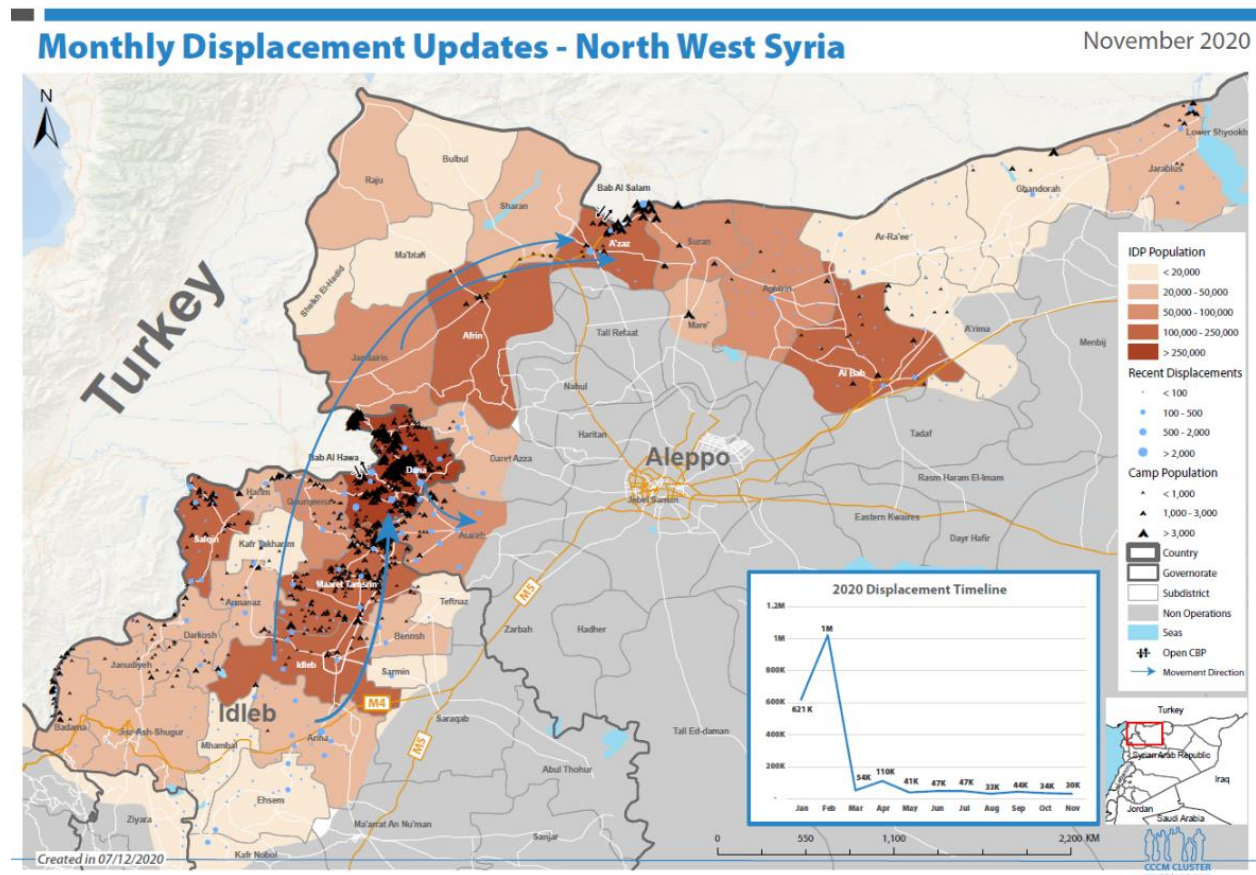 Monthly Displacement Updates - North West Syria
November 2020
N
Turkey
Bulbul
Raju
Sharan
Bab Al Salam
A'zaz
Suran
Ma'btali
Sheikh El-Hadid
Jandairis
Afrin
Tall Refaat
Mare'
Aghtrin
Ar-Ra'ee
Ghandorah
Jarablus
Lower Shyookh
A'rima
Menbij
Al Bab
Nabul
Haritan
Tadaf
Aleppo
Jebel Saman
Rasm Haram El-Imam
Eastern Kwaires
Dayr Hafir
Bab Al Hawa
Dana
Daret Azza
Harim
Qourqeena
Salqin
Kafr Takharim
Atareb
Maaret Tamsrin
Armanaz
Teftnaz
Darkosh
Bennsh
Zarbah
Hadher
Janudiyeh
Idleb
Sarmin
M5
M4
Idleb
Saraqab
Tall Ed-daman
Badama
Jisr-Ash-Shugur
Mhambal
Ariha
M5
Abul Thohur
Ehsem
Ziyara
Ma'arrat An Nu'man
Sanjar
Kafr Nobol
Created in 07/12/2020
IDP Population
< 20,000
20,000 - 50,000
50,000 - 100,000
100,000 - 250,000
> 250,000
Recent Displacements
< 100
100 - 500
500 - 2,000
> 2,000
Camp Population
< 1,000
1,000 - 3,000
> 3,000
Country
Governorate
Subdistrict
Non Operations
Seas
Open CBP
Movement Direction
2020 Displacement Timeline
1.2M
1M
800K
600K
400K
200K
-
621 K
1M
54K
110K
41K
47K
47K
33K
44K
34K
30K
Jan Feb Mar Apr May Jun Jul Aug Sep Oct Nov
0 550 1,100 2,200 KM
Turkey
Syrian Arab Republic
Iraq
Jordan
Saudi Arabia
CCCM CLUSTER